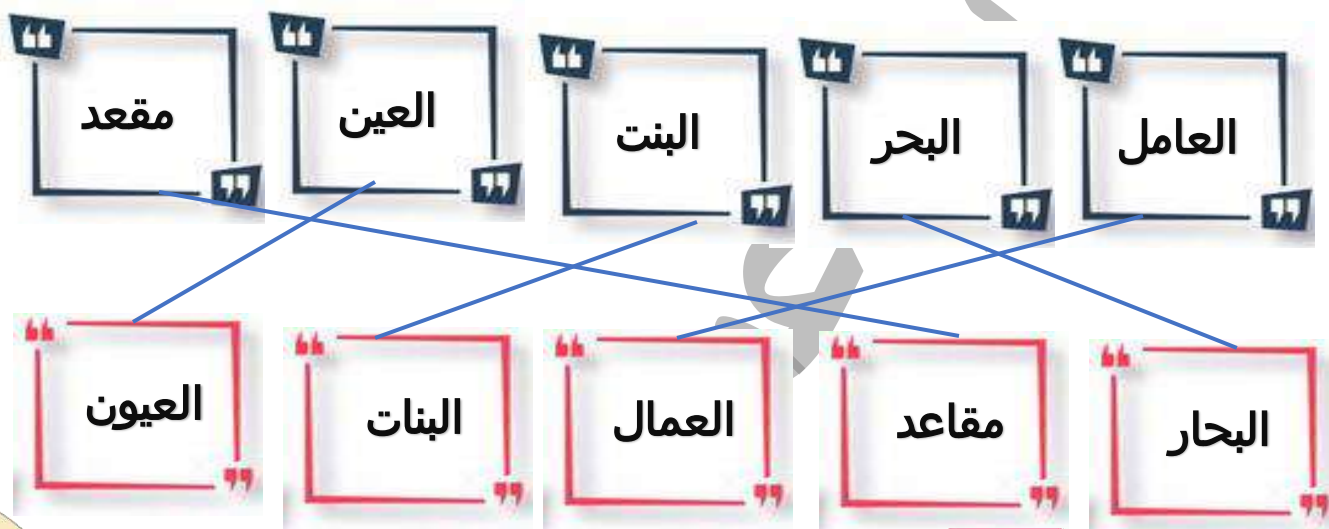 العامل
البحر
البنت
العين
مقعد
البحار
مقاعد
العمال
البنات
العيون